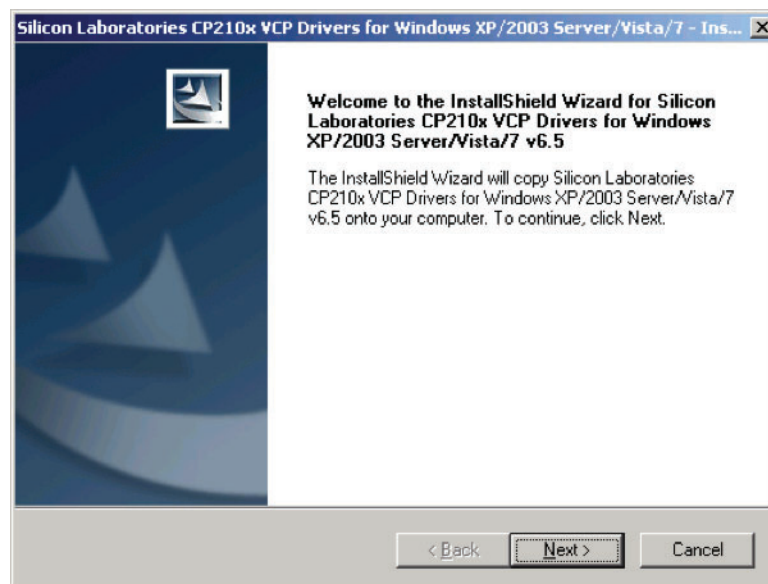 Silicon Laboratories CP210x VCP Drivers for Windows XP/2003 Server/Vista/7 - Ins...
Welcome to the InstallShield Wizard for Silicon
Laboratories CP210x VCP Drivers for Windows
XP/2003 Server/Vista/7 v6.5
The InstallShield Wizard will copy Silicon Laboratories
CP210x VCP Drivers for Windows XP/2003 Server/Vista/7
v6.5 onto your computer. To continue, click Next.
< Back
Next >
Cancel